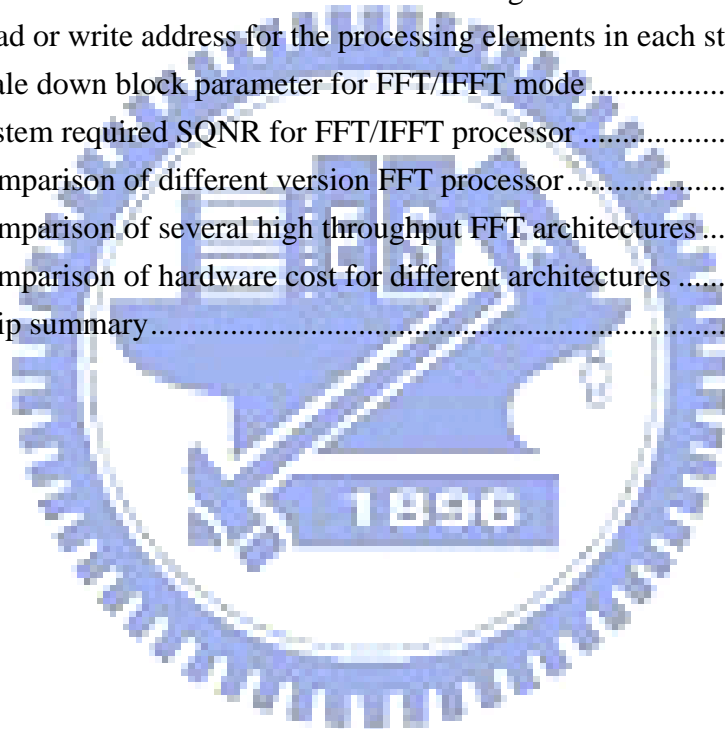 ad or write address for the processing elements in each st
ale down block parameter for FFT/IFFT mode .................
stem required SQNR for FFT/IFFT processor .................
mparison of different version FFT processor.................
mparison of several high throughput FFT architectures ...
mparison of hardware cost for different architectures ......
ip summary.......................................................................
1896